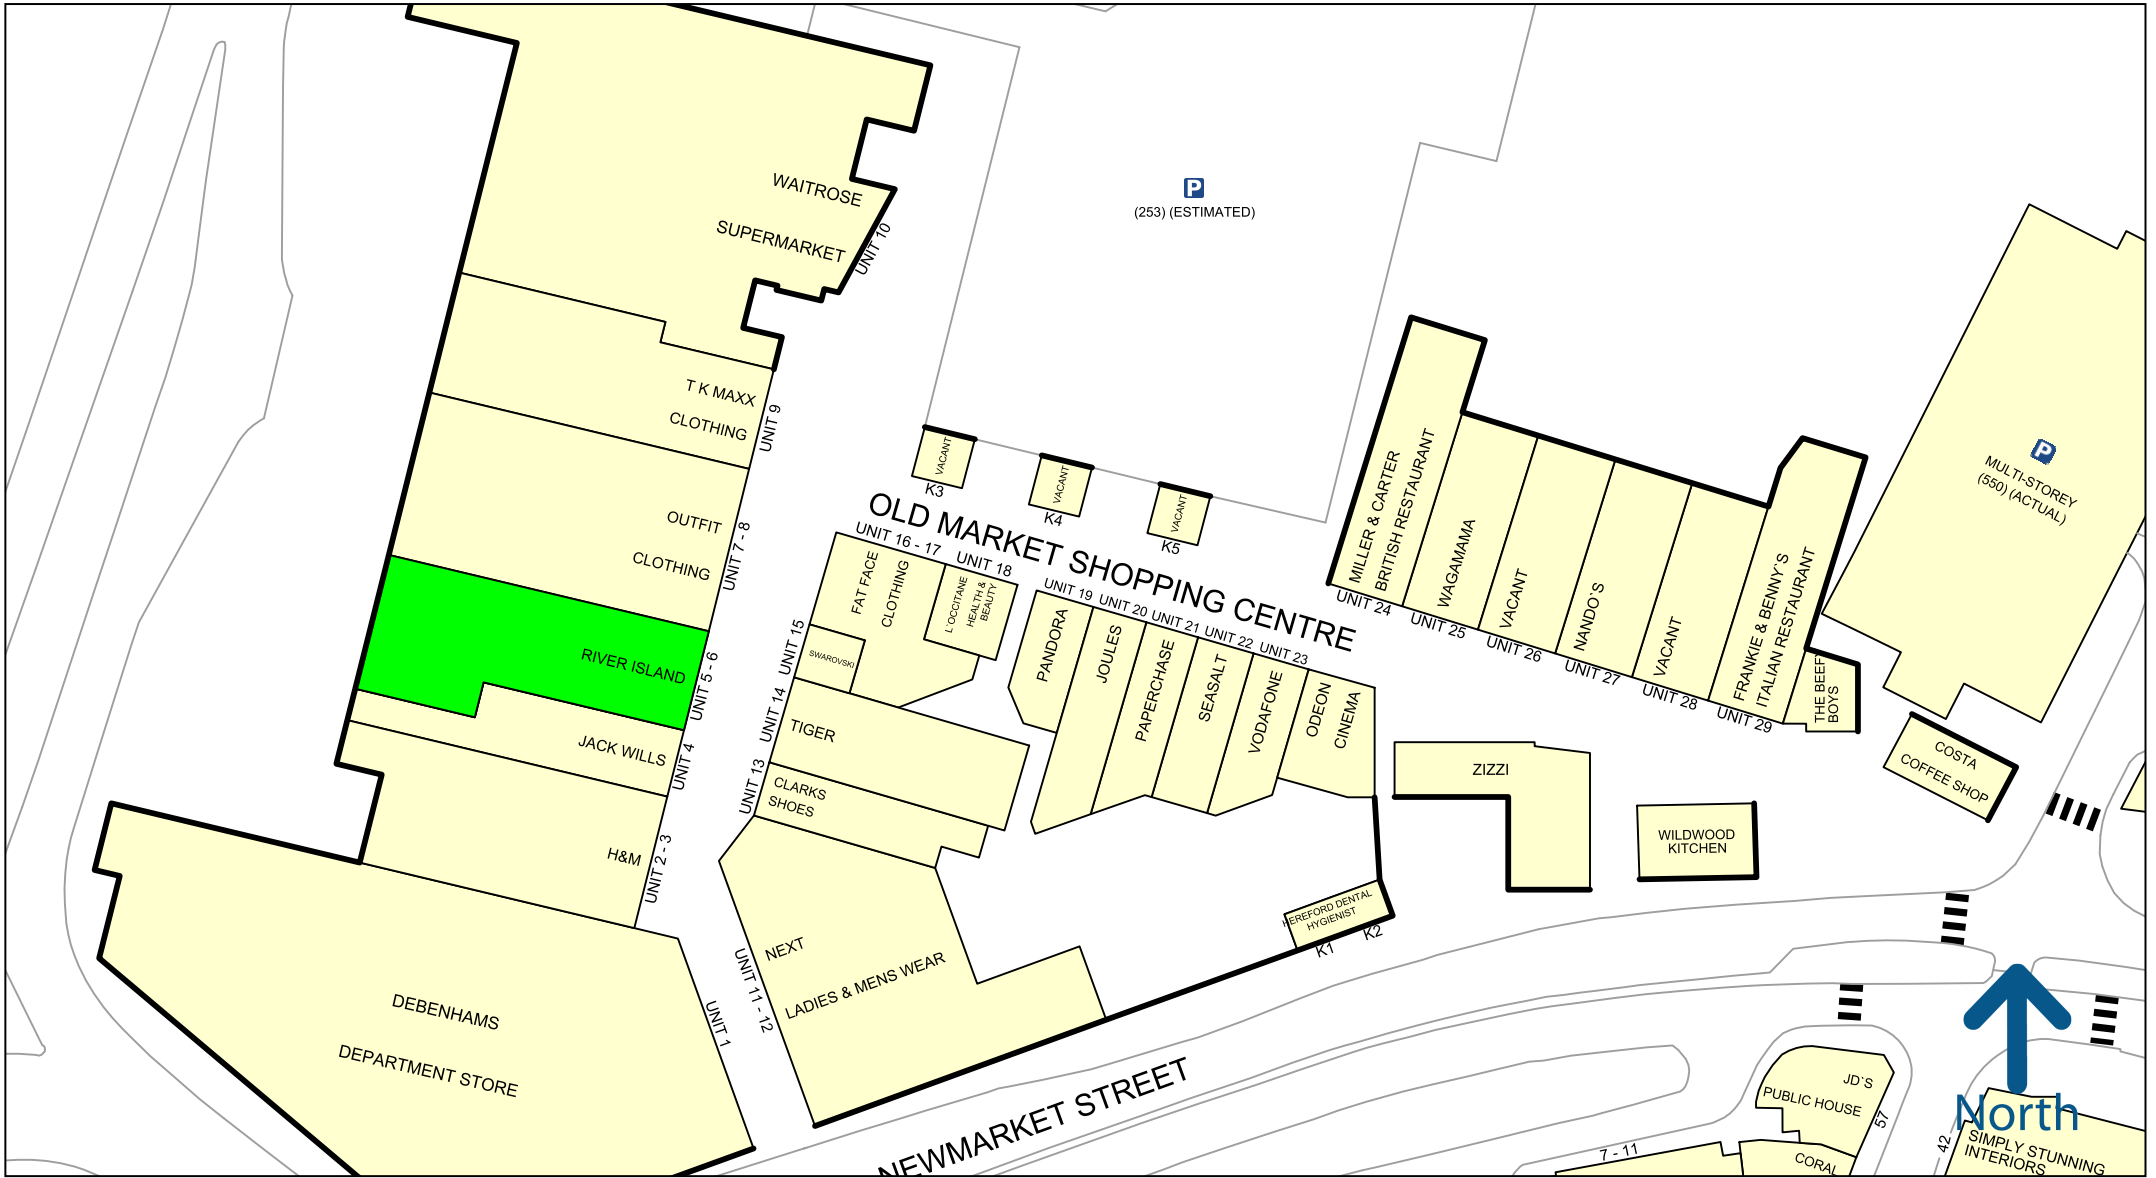 WAITROSE
SUPERMARKET
UNIT 10
P
(253) (ESTIMATED)
T K MAXX
CLOTHING
UNIT 9
OUTFIT
CLOTHING
UNIT 7 - 8
RIVER ISLAND
UNIT 5 - 6
JACK WILLS
UNIT 4
H&M
UNIT 2 - 3
DEBENHAMS
DEPARTMENT STORE
UNIT 1
VACANT
K3
VACANT
K4
VACANT
K5
OLD MARKET SHOPPING CENTRE
UNIT 16 - 17
FAT FACE
CLOTHING
UNIT 18
L`OCCITANE
HEALTH &
BEAUTY
UNIT 15
SWAROVSKI
UNIT 14
TIGER
UNIT 13
CLARKS
SHOES
UNIT 11 - 12
NEXT
LADIES & MENS WEAR
UNIT 19
PANDORA
UNIT 20
JOULES
UNIT 21
PAPERCHASE
UNIT 22
SEASALT
UNIT 23
VODAFONE
ODEON
CINEMA
HEREFORD DENTAL
HYGIENIST
K1
K2
MILLER & CARTER
BRITISH RESTAURANT
UNIT 24
WAGAMAMA
UNIT 25
VACANT
UNIT 26
NANDO`S
UNIT 27
VACANT
UNIT 28
FRANKIE & BENNY`S
ITALIAN RESTAURANT
UNIT 29
THE BEEFY
BOYS
P
MULTI-STOREY
(550) (ACTUAL)
COSTA
COFFEE SHOP
ZIZZI
WILDWOOD
KITCHEN
NEWMARKET STREET
JD`S
PUBLIC HOUSE
57
7 - 11
CORAL
42
SIMPLY STUNNING
INTERIORS
North